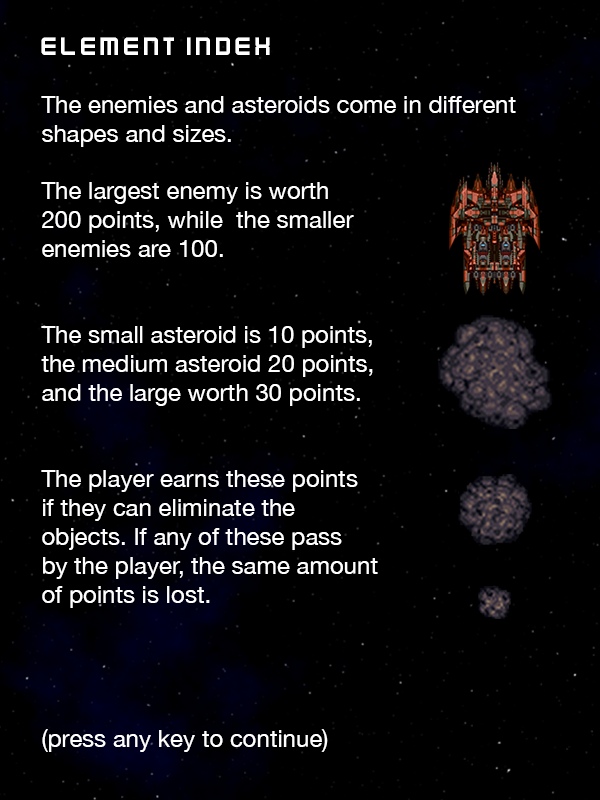 ELEMENT INDEX
The enemies and asteroids come in different
shapes and sizes.
The largest enemy is worth
200 points, while  the smaller
enemies are 100.
The small asteroid is 10 points,
the medium asteroid 20 points,
and the large worth 30 points.
The player earns these points
if they can eliminate the
objects. If any of these pass
by the player, the same amount
of points is lost.
(press any key to continue)